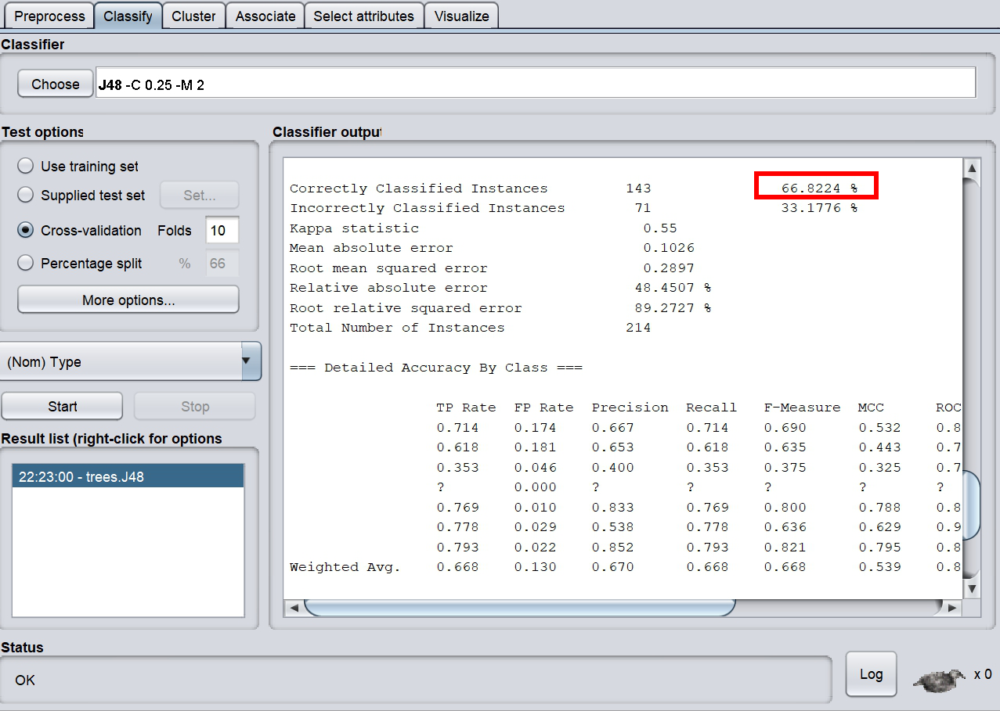 Preprocess Classify Cluster Associate Select attributes Visualize
Classifier
Choose J48 -C 0.25 -M 2
Test options
Use training set
Supplied test set Set...
Cross-validation Folds 10
Percentage split % 66
More options...
(Nom) Type
Start Stop
Result list (right-click for options
22:23:00 - trees.J48
Classifier output
Correctly Classified Instances 143 66.8224 %
Incorrectly Classified Instances 71 33.1776 %
Kappa statistic 0.55
Mean absolute error 0.1026
Root mean squared error 0.2897
Relative absolute error 48.4507 %
Root relative squared error 89.2727 %
Total Number of Instances 214
=== Detailed Accuracy By Class ===
TP Rate FP Rate Precision Recall F-Measure MCC ROC
0.714 0.174 0.667 0.714 0.690 0.532 0.8
0.618 0.181 0.653 0.618 0.635 0.443 0.7
0.353 0.046 0.400 0.353 0.375 0.325 0.7
? 0.000 ? ? ? ? ?
0.769 0.010 0.833 0.769 0.800 0.788 0.8
0.778 0.029 0.538 0.778 0.636 0.629 0.9
0.793 0.022 0.852 0.793 0.821 0.795 0.8
Weighted Avg. 0.668 0.130 0.670 0.668 0.668 0.539 0.8
Status
OK
Log x 0